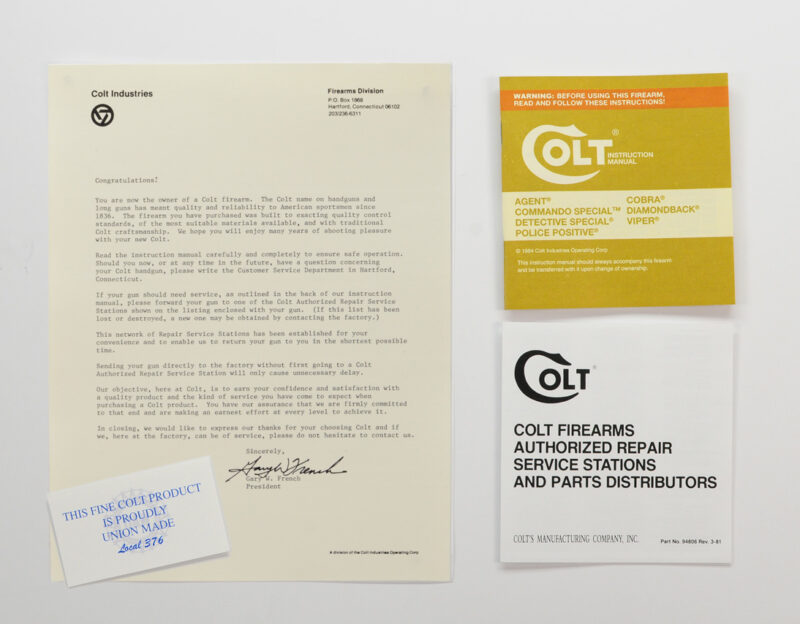 Colt Industries
Firearms Division
P.O. Box 1868
Hartford, Connecticut 06102
203/236-6311
Congratulations!
You are now the owner of a Colt firearm. The Colt name on handguns and
long guns has meant quality and reliability to American sportsmen since
1836. The firearm you have purchased was built to exacting quality control
standards, of the most suitable materials available, and with traditional
Colt craftsmanship. We hope you will enjoy many years of shooting pleasure
with your new Colt.
Read the instruction manual carefully and completely to ensure safe operation.
Should you now, or at any time in the future, have a question concerning
your Colt handgun, please write the Customer Service Department in Hartford,
Connecticut.
If your gun should need service, as outlined in the back of our instruction
manual, please forward your gun to one of the Colt Authorized Repair Service
Stations shown on the listing enclosed with your gun. (If this list has been
lost or destroyed, a new one may be obtained by contacting the factory.)
This network of Repair Service Stations has been established for your
convenience and to enable us to return your gun to you in the shortest possible
time.
Sending your gun directly to the factory without first going to a Colt
Authorized Repair Service Station will only cause unnecessary delay.
Our objective, here at Colt, is to earn your confidence and satisfaction with
a quality product and the kind of service you have come to expect when
purchasing a Colt product. You have our assurance that we are firmly committed
to that end and are making an earnest effort at every level to achieve it.
In closing, we would like to express our thanks for your choosing Colt and if
we, here at the factory, can be of service, please do not hesitate to contact us.
Sincerely,
Gary W. French
Gary W. French
President
A division of the Colt Industries Operating Corp
THIS FINE COLT PRODUCT
IS PROUDLY
UNION MADE
Local 376
WARNING: BEFORE USING THIS FIREARM,
READ AND FOLLOW THESE INSTRUCTIONS!
COLT® INSTRUCTION
MANUAL
AGENT®
COMMANDO SPECIAL™
DETECTIVE SPECIAL®
POLICE POSITIVE®
COBRA®
DIAMONDBACK®
VIPER®
© 1984 Colt Industries Operating Corp
This instruction manual should always accompany this firearm
and be transferred with it upon change of ownership.
COLT®
COLT FIREARMS
AUTHORIZED REPAIR
SERVICE STATIONS
AND PARTS DISTRIBUTORS
COLT'S MANUFACTURING COMPANY, INC.
Part No. 94806 Rev. 3-81